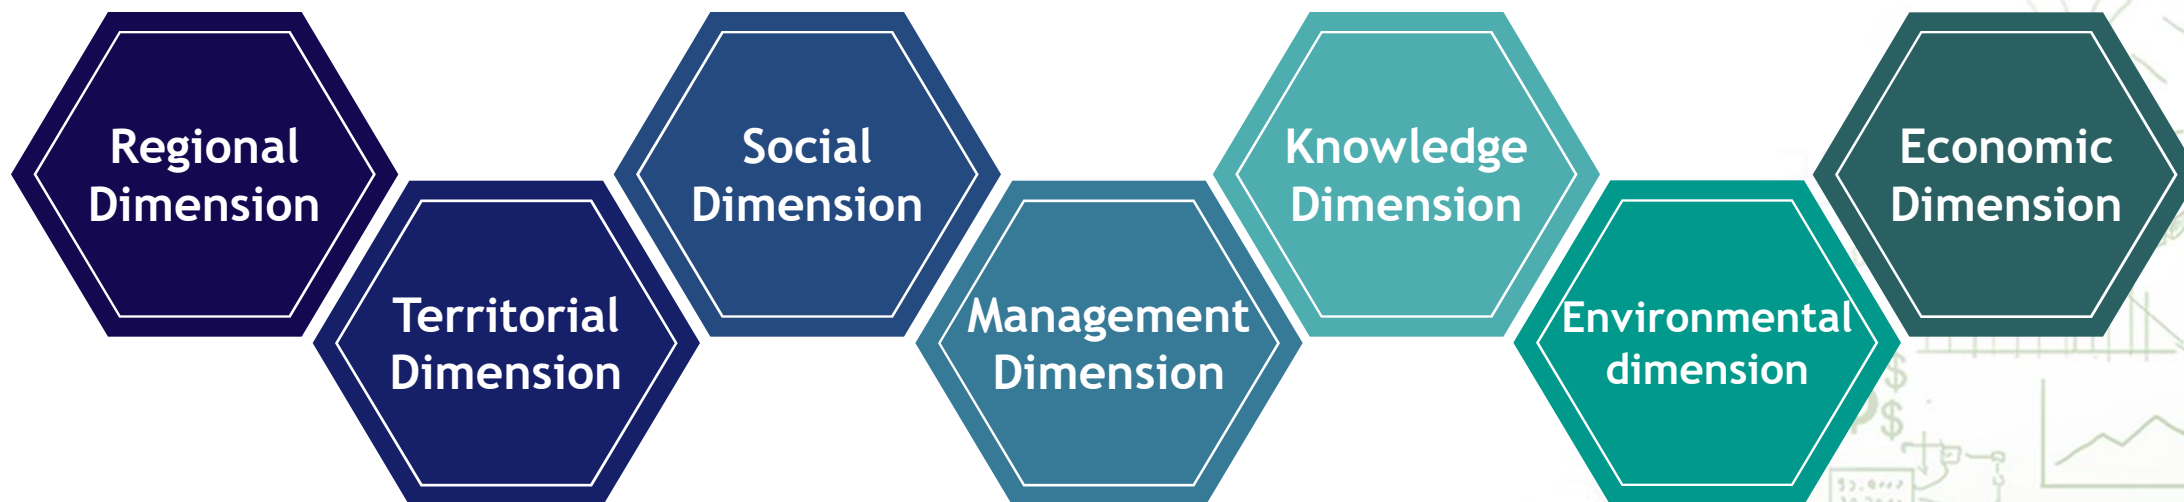 Regional
Dimension
Territorial
Dimension
Social
Dimension
Management
Dimension
Knowledge
Dimension
Environmental
dimension
Economic
Dimension
$
$